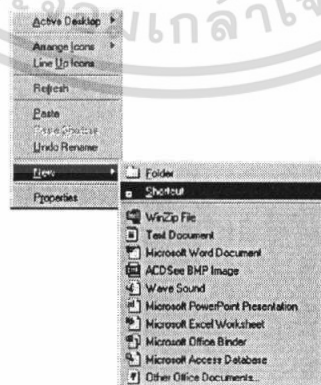 Active Desktop
Arrange Icons
Line Up Icons
Refresh
Paste
Paste Shortcut
Undo Rename
New
Properties
Folder
Shortcut
WinZip File
Text Document
Microsoft Word Document
ACDSee BMP Image
Wave Sound
Microsoft PowerPoint Presentation
Microsoft Excel Worksheet
Microsoft Office Binder
Microsoft Access Database
Other Office Documents...